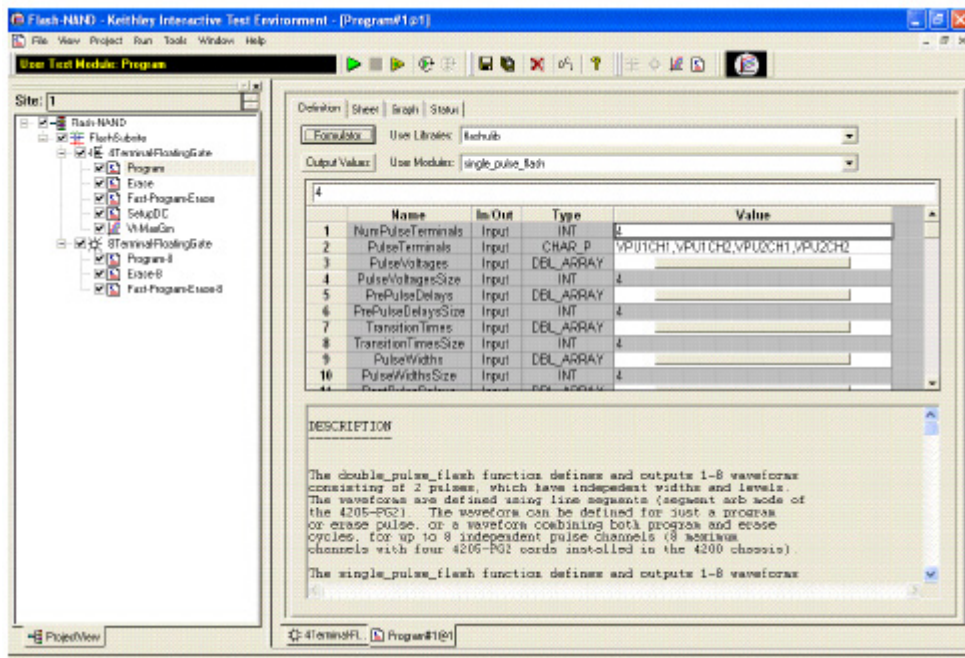 Flash-NAND - Keithley Interactive Test Environment - [Program#1@1]
File View Project Run Tools Window Help
User Test Module: Program
Site: 1
Flash-NAND
FlashSubsite
4TerminalFloatingGate
Program
Erase
Fast-Program-Erase
SetupDC
Vt-MaxGm
8TerminalFloatingGate
Program-8
Erase-8
Fast-Program-Erase-8
ProjectView
Definition Sheet Graph Status
Formulator User Libraries: flashulib
Output Values User Modules: single_pulse_flash
4
Name In/Out Type Value
1 NumPulseTerminals Input INT 4
2 PulseTerminals Input CHAR_P VPU1CH1,VPU1CH2,VPU2CH1,VPU2CH2
3 PulseVoltages Input DBL_ARRAY
4 PulseVoltagesSize Input INT 4
5 PrePulseDelays Input DBL_ARRAY
6 PrePulseDelaysSize Input INT 4
7 TransitionTimes Input DBL_ARRAY
8 TransitionTimesSize Input INT 4
9 PulseWidths Input DBL_ARRAY
10 PulseWidthsSize Input INT 4
DESCRIPTION
-----------
The double_pulse_flash function defines and outputs 1-8 waveforms
consisting of 2 pulses, which have indepedent widths and levels.
The waveforms are defined using line segments (segment arb mode of
the 4205-PG2). The waveform can be defined for just a program
or erase pulse, or a waveform combining both program and erase
cycles, for up to 8 independent pulse channels (8 maximum
channels with four 4205-PG2 cards installed in the 4200 chassis).
The single_pulse_flash function defines and outputs 1-8 waveforms
4TerminalFl... Program#1@1